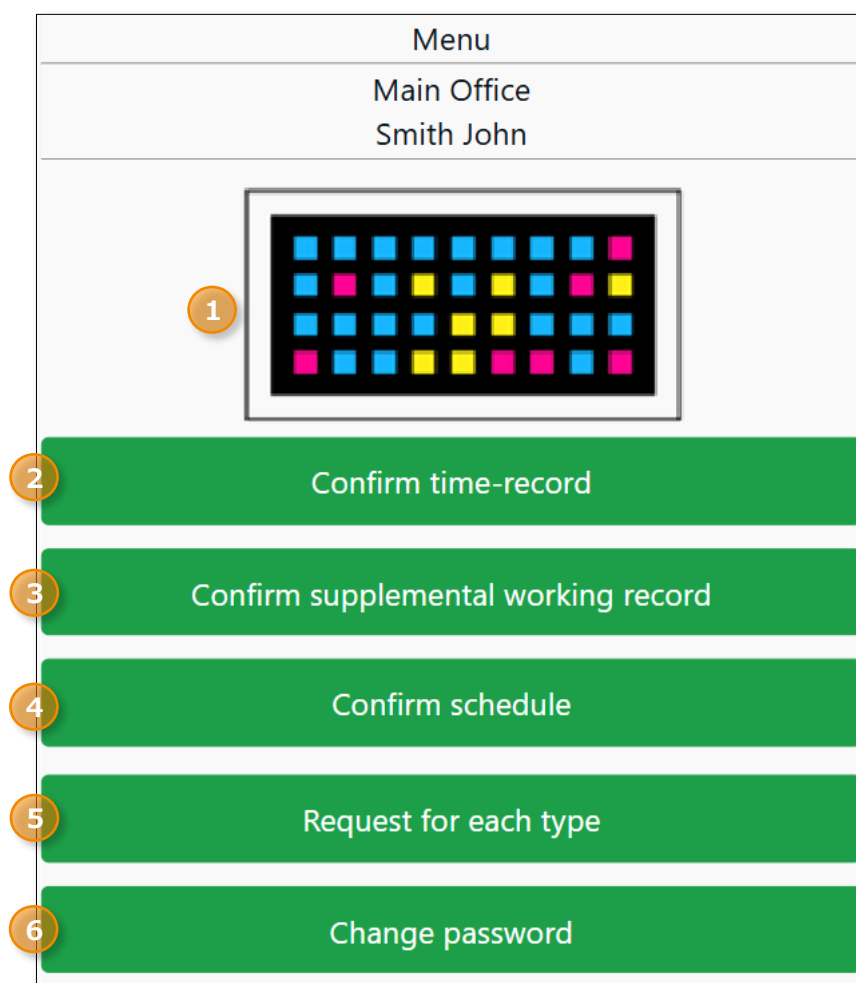 Menu
Main Office
Smith John
1
2 Confirm time-record
3 Confirm supplemental working record
4 Confirm schedule
5 Request for each type
6 Change password